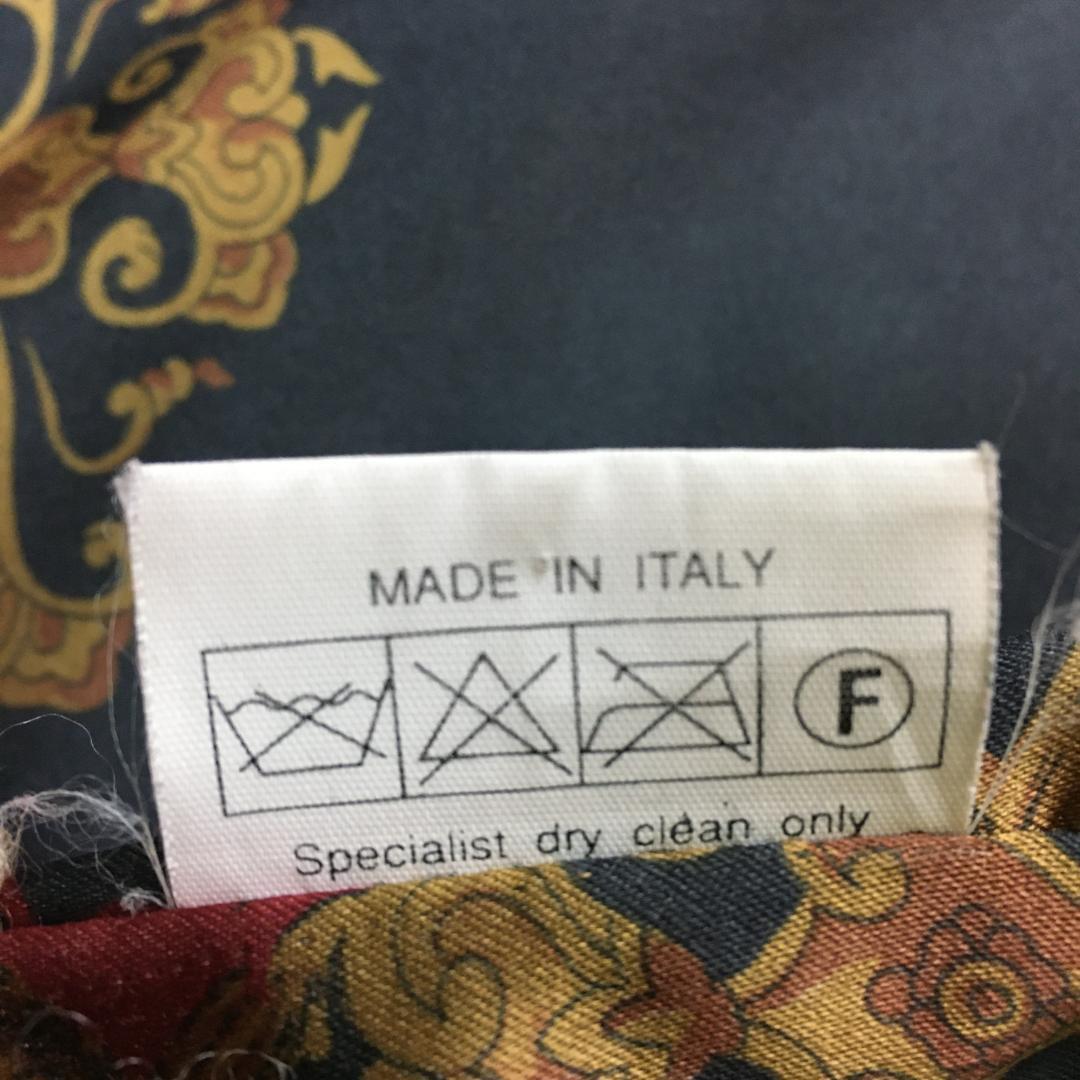 MADE IN ITALY
F
Specialist dry clean only